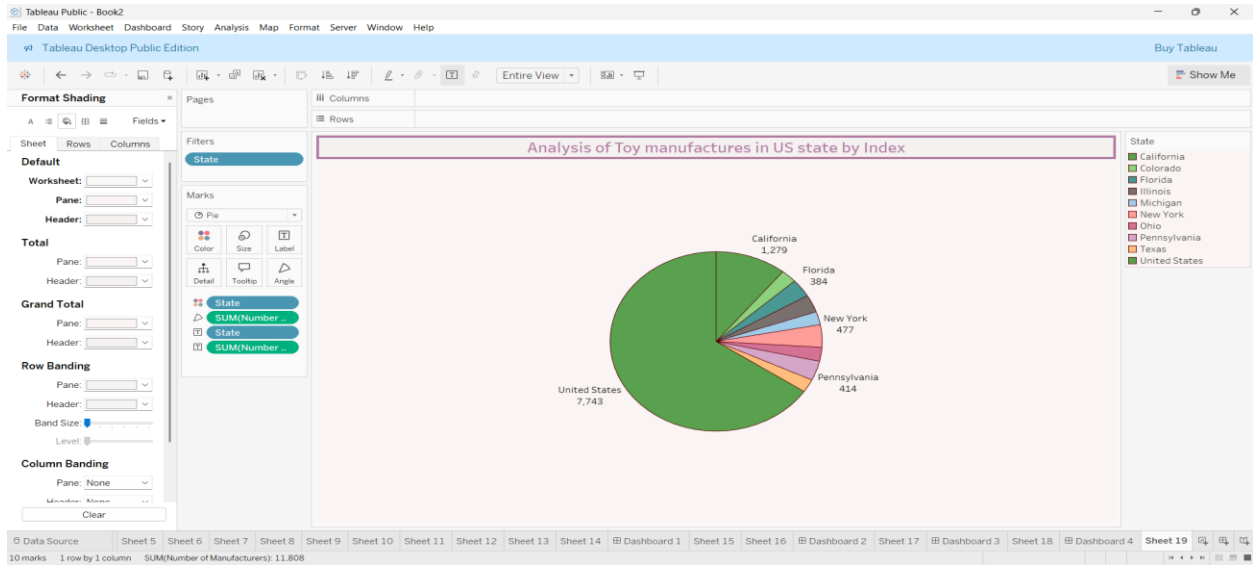 Tableau Public - Book2
File Data Worksheet Dashboard Story Analysis Map Format Server Window Help
Tableau Desktop Public Edition
Buy Tableau
Entire View
Show Me
Format Shading
Fields
Sheet Rows Columns
Default
Worksheet:
Pane:
Header:
Total
Pane:
Header:
Grand Total
Pane:
Header:
Row Banding
Pane:
Header:
Band Size:
Level:
Column Banding
Pane: None
Header: None
Clear
Pages
Filters
State
Marks
Pie
Color Size Label
Detail Tooltip Angle
State
SUM(Number ..
State
SUM(Number ..
Columns
Rows
Analysis of Toy manufactures in US state by Index
California
1,279
Florida
384
New York
477
Pennsylvania
414
United States
7,743
State
California
Colorado
Florida
Illinois
Michigan
New York
Ohio
Pennsylvania
Texas
United States
Data Source Sheet 5 Sheet 6 Sheet 7 Sheet 8 Sheet 9 Sheet 10 Sheet 11 Sheet 12 Sheet 13 Sheet 14 Dashboard 1 Sheet 15 Sheet 16 Dashboard 2 Sheet 17 Dashboard 3 Sheet 18 Dashboard 4 Sheet 19
10 marks 1 row by 1 column SUM(Number of Manufacturers): 11.808